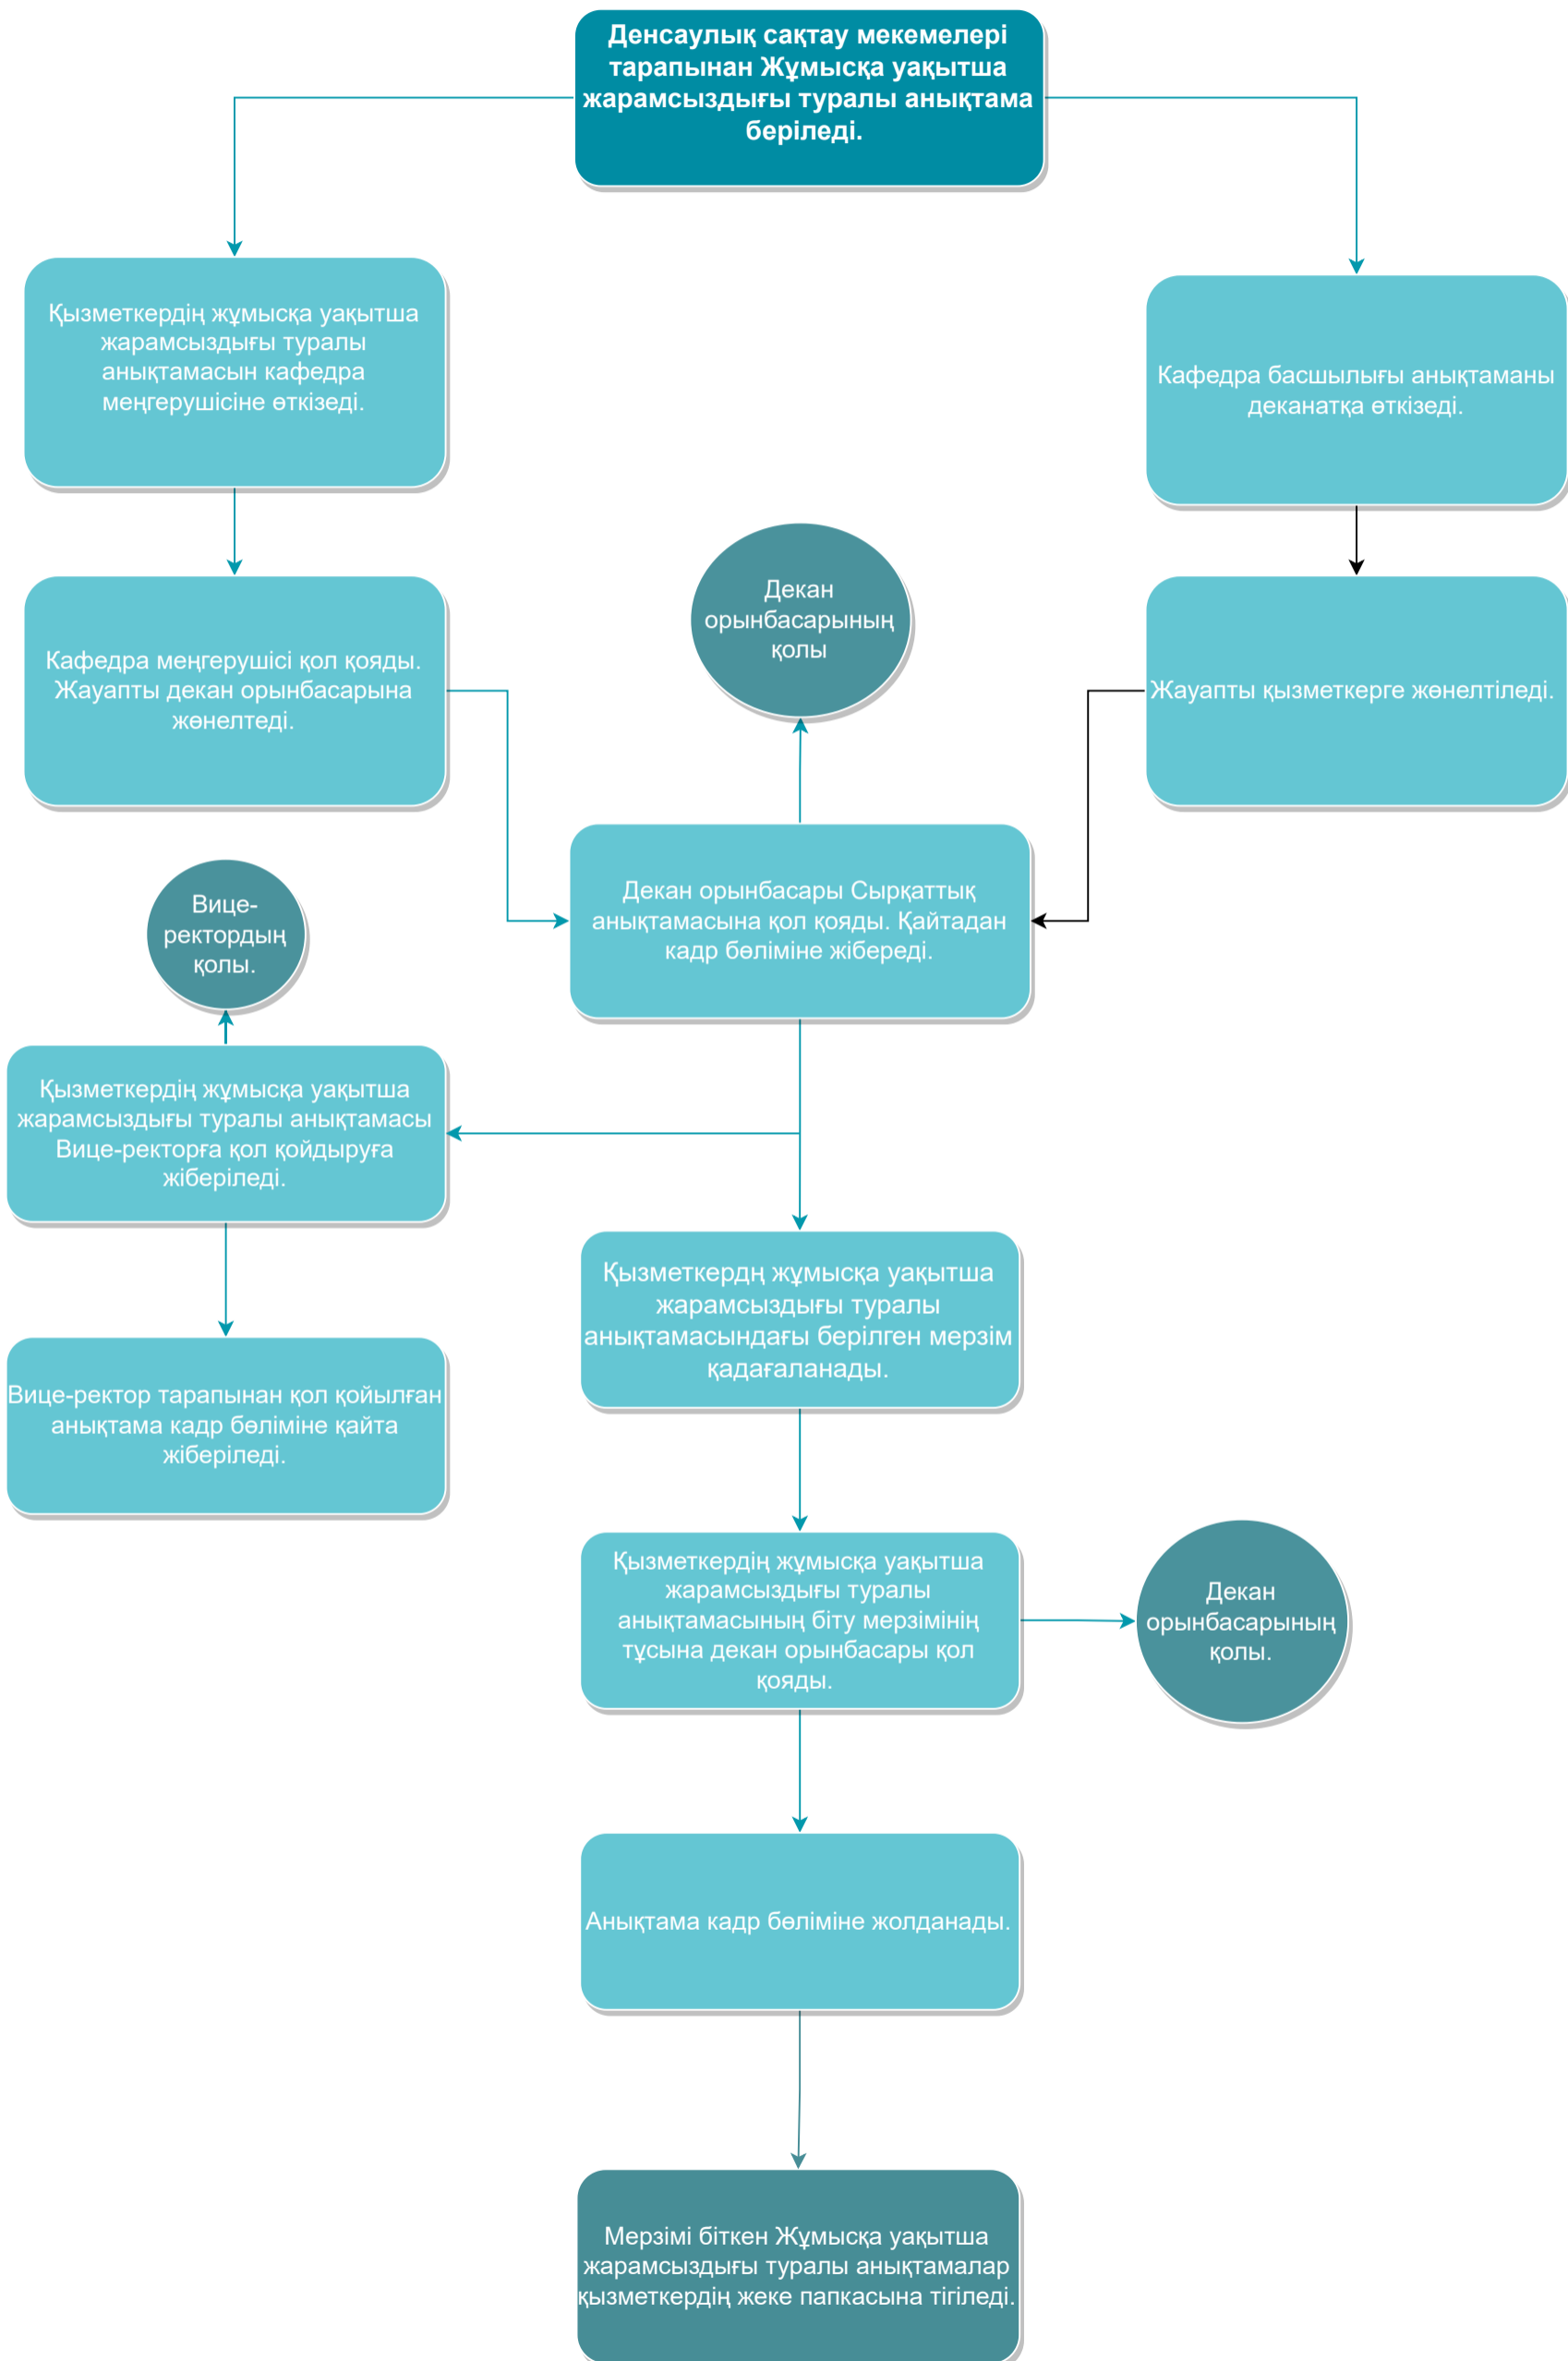 Денсаулық сақтау мекемелері
тарапынан Жұмысқа уақытша
жарамсыздығы туралы анықтама
беріледі.
Қызметкердің жұмысқа уақытша
жарамсыздығы туралы
анықтамасын кафедра
меңгерушісіне өткізеді.
Кафедра басшылығы анықтаманы
деканатқа өткізеді.
Декан
орынбасарының
қолы
Кафедра меңгерушісі қол қояды.
Жауапты декан орынбасарына
жөнелтеді.
Жауапты қызметкерге жөнелтіледі.
Декан орынбасары Сырқаттық
анықтамасына қол қояды. Қайтадан
кадр бөліміне жібереді.
Вице-
ректордың
қолы.
Қызметкердің жұмысқа уақытша
жарамсыздығы туралы анықтамасы
Вице-ректорға қол қойдыруға
жіберіледі.
Қызметкердң жұмысқа уақытша
жарамсыздығы туралы
анықтамасындағы берілген мерзім
қадағаланады.
Вице-ректор тарапынан қол қойылған
анықтама кадр бөліміне қайта
жіберіледі.
Қызметкердің жұмысқа уақытша
жарамсыздығы туралы
анықтамасының біту мерзімінің
тұсына декан орынбасары қол
қояды.
Декан
орынбасарының
қолы.
Анықтама кадр бөліміне жолданады.
Мерзімі біткен Жұмысқа уақытша
жарамсыздығы туралы анықтамалар
қызметкердің жеке папкасына тігіледі.